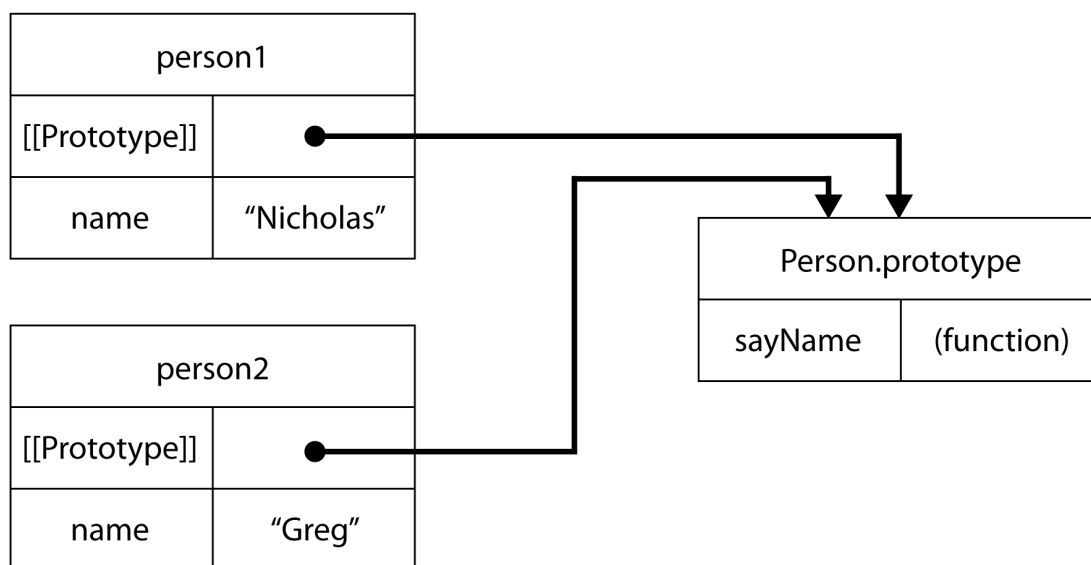 person1
[[Prototype]]
name “Nicholas”
Person.prototype
sayName (function)
person2
[[Prototype]]
name “Greg”